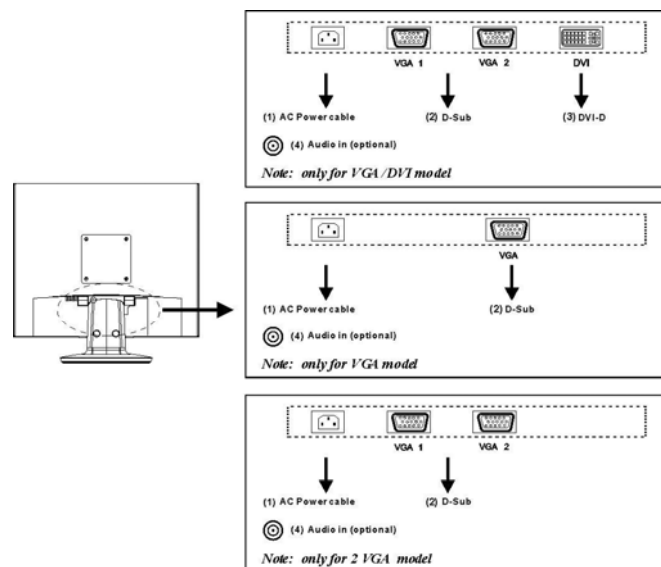 VGA 1 VGA 2 DVI
(1) AC Power cable (2) D-Sub (3) DVI-D
(4) Audio in (optional)
Note: only for VGA/DVI model
VGA
(1) AC Power cable (2) D-Sub
(4) Audio in (optional)
Note: only for VGA model
VGA 1 VGA 2
(1) AC Power cable (2) D-Sub
(4) Audio in (optional)
Note: only for 2 VGA model